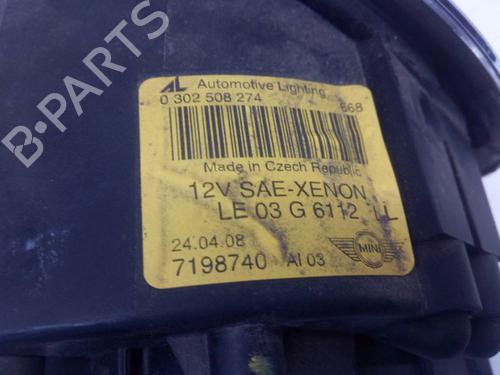 AL Automotive Lighting
0 302 508 274
668
Made in Czech Republic
12V SAE-XENON
LE 03 G 6112 LL
24.04.08
7198740 AI 03
MINI
B-PARTS